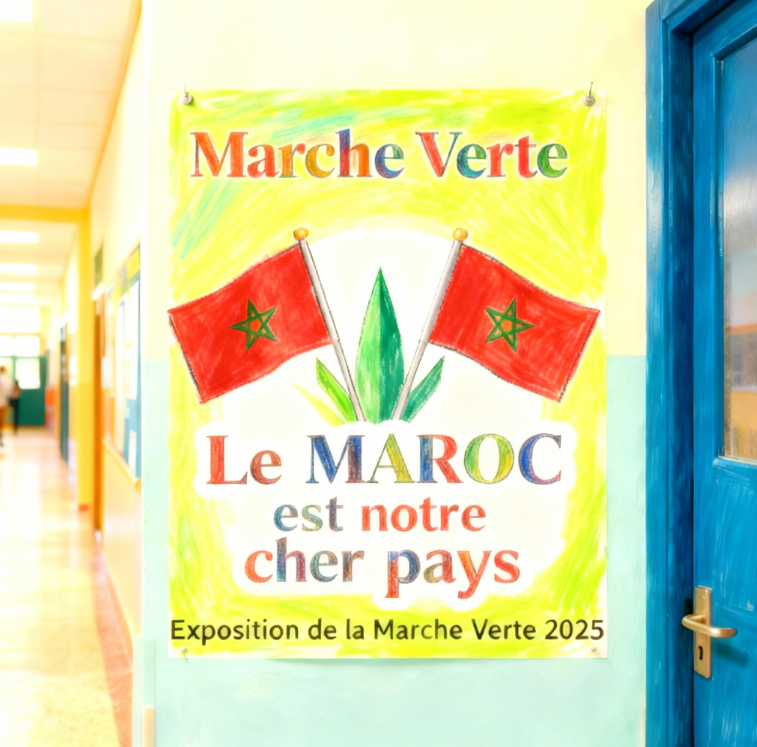 Marche Verte
Le MAROC
est notre
cher pays
Exposition de la Marche Verte 2025